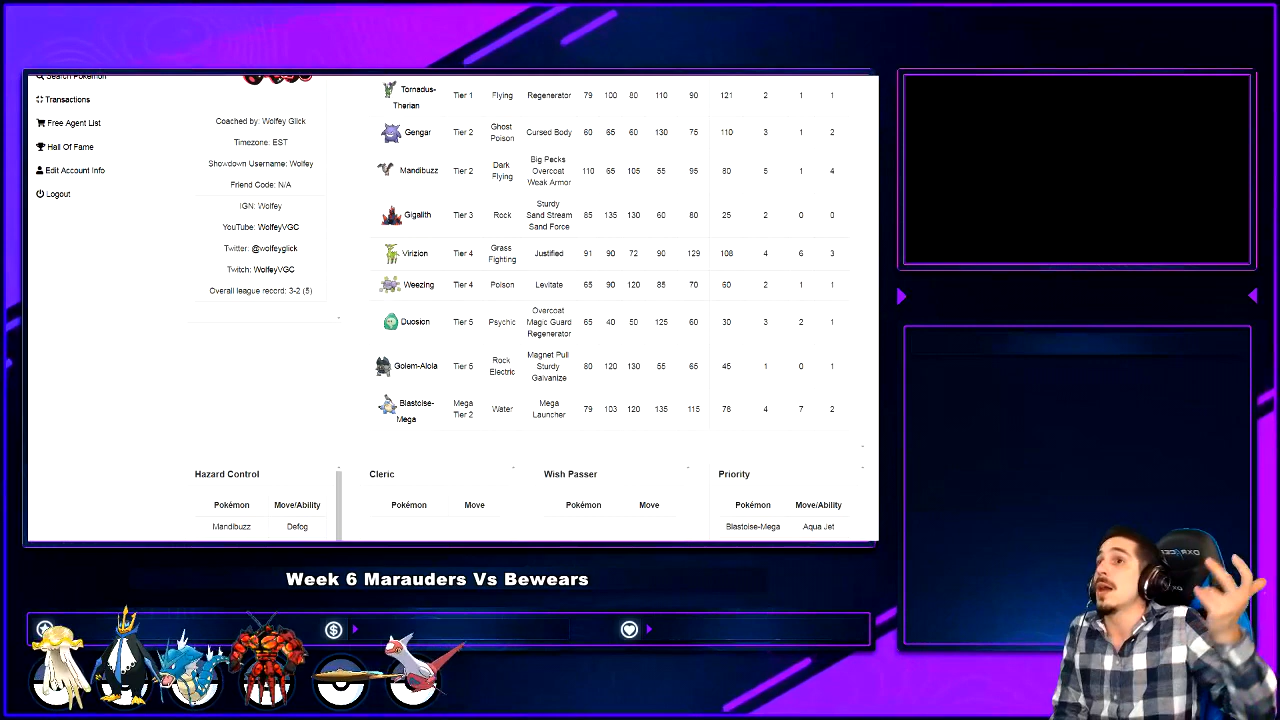 Search Pokémon
Transactions
Free Agent List
Hall Of Fame
Edit Account Info
Logout
Coached by: Wolfey Glick
Timezone: EST
Showdown Username: Wolfey
Friend Code: N/A
IGN: Wolfey
YouTube: WolfeyVGC
Twitter: @wolfeyglick
Twitch: WolfeyVGC
Overall league record: 3-2 (5)
Tornadus-Therian Tier 1 Flying Regenerator 79 100 80 110 90 121 2 1 1
Gengar Tier 2 Ghost Poison Cursed Body 60 65 60 130 75 110 3 1 2
Mandibuzz Tier 2 Dark Flying Big Pecks Overcoat Weak Armor 110 65 105 55 95 80 5 1 4
Gigalith Tier 3 Rock Sturdy Sand Stream Sand Force 85 135 130 60 80 25 2 0 0
Virizion Tier 4 Grass Fighting Justified 91 90 72 90 129 108 4 6 3
Weezing Tier 4 Poison Levitate 65 90 120 85 70 60 2 1 1
Duosion Tier 5 Psychic Overcoat Magic Guard Regenerator 65 40 50 125 60 30 3 2 1
Golem-Alola Tier 5 Rock Electric Magnet Pull Sturdy Galvanize 80 120 130 55 65 45 1 0 1
Blastoise-Mega Mega Tier 2 Water Mega Launcher 79 103 120 135 115 78 4 7 2
Hazard Control Cleric Wish Passer Priority
Pokémon Move/Ability Pokémon Move Pokémon Move Pokémon Move/Ability
Mandibuzz Defog Blastoise-Mega Aqua Jet
Week 6 Marauders Vs Bewears
$
DXRACER